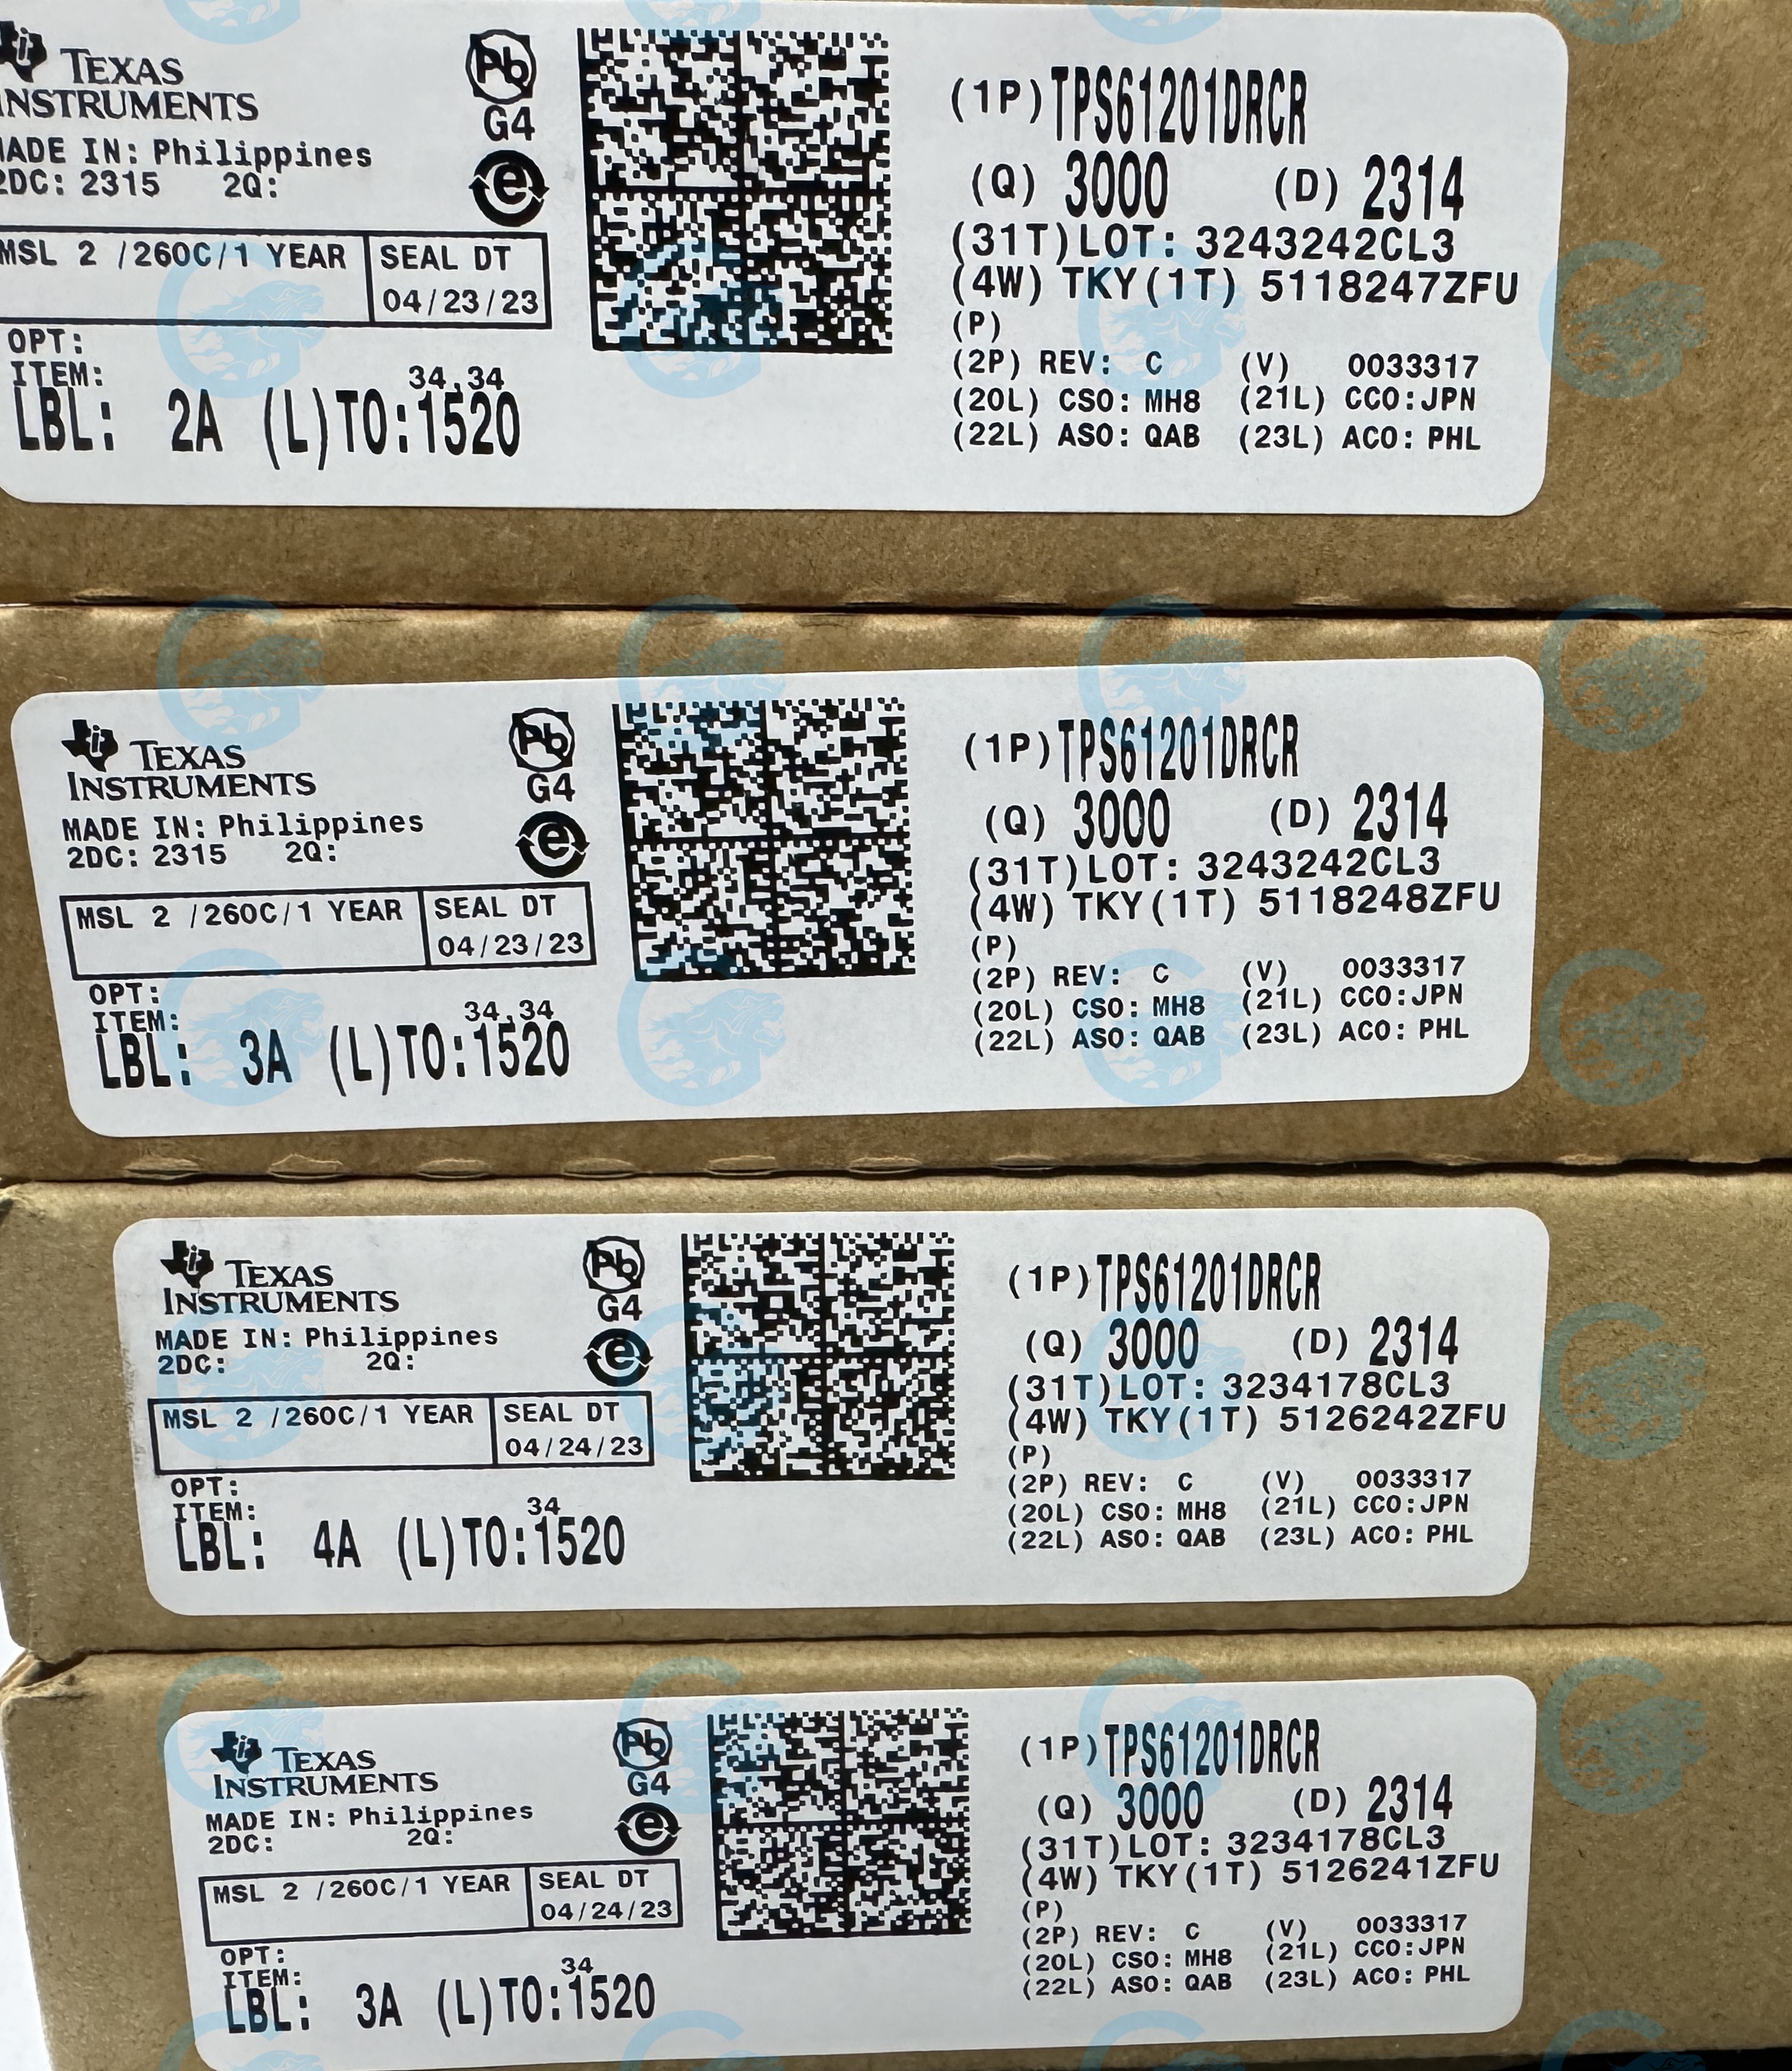 TEXAS
INSTRUMENTS
MADE IN: Philippines
2DC: 2315 2Q:
MSL 2 /260C/1 YEAR
SEAL DT
04/23/23
OPT:
ITEM:
34,34
LBL: 2A (L)TO:1520
Pb
G4
e
(1P)TPS61201DRCR
(Q) 3000 (D) 2314
(31T)LOT: 3243242CL3
(4W) TKY(1T) 5118247ZFU
(P)
(2P) REV: C (V) 0033317
(20L) CSO: MH8 (21L) CCO:JPN
(22L) ASO: QAB (23L) ACO: PHL
TEXAS
INSTRUMENTS
MADE IN: Philippines
2DC: 2315 2Q:
MSL 2 /260C/1 YEAR
SEAL DT
04/23/23
OPT:
ITEM:
34,34
LBL: 3A (L)TO:1520
Pb
G4
e
(1P)TPS61201DRCR
(Q) 3000 (D) 2314
(31T)LOT: 3243242CL3
(4W) TKY(1T) 5118248ZFU
(P)
(2P) REV: C (V) 0033317
(20L) CSO: MH8 (21L) CCO:JPN
(22L) ASO: QAB (23L) ACO: PHL
TEXAS
INSTRUMENTS
MADE IN: Philippines
2DC: 2Q:
MSL 2 /260C/1 YEAR
SEAL DT
04/24/23
OPT:
ITEM:
34
LBL: 4A (L)TO:1520
Pb
G4
e
(1P)TPS61201DRCR
(Q) 3000 (D) 2314
(31T)LOT: 3234178CL3
(4W) TKY(1T) 5126242ZFU
(P)
(2P) REV: C (V) 0033317
(20L) CSO: MH8 (21L) CCO:JPN
(22L) ASO: QAB (23L) ACO: PHL
TEXAS
INSTRUMENTS
MADE IN: Philippines
2DC: 2Q:
MSL 2 /260C/1 YEAR
SEAL DT
04/24/23
OPT:
ITEM:
34
LBL: 3A (L)TO:1520
Pb
G4
e
(1P)TPS61201DRCR
(Q) 3000 (D) 2314
(31T)LOT: 3234178CL3
(4W) TKY(1T) 5126241ZFU
(P)
(2P) REV: C (V) 0033317
(20L) CSO: MH8 (21L) CCO:JPN
(22L) ASO: QAB (23L) ACO: PHL